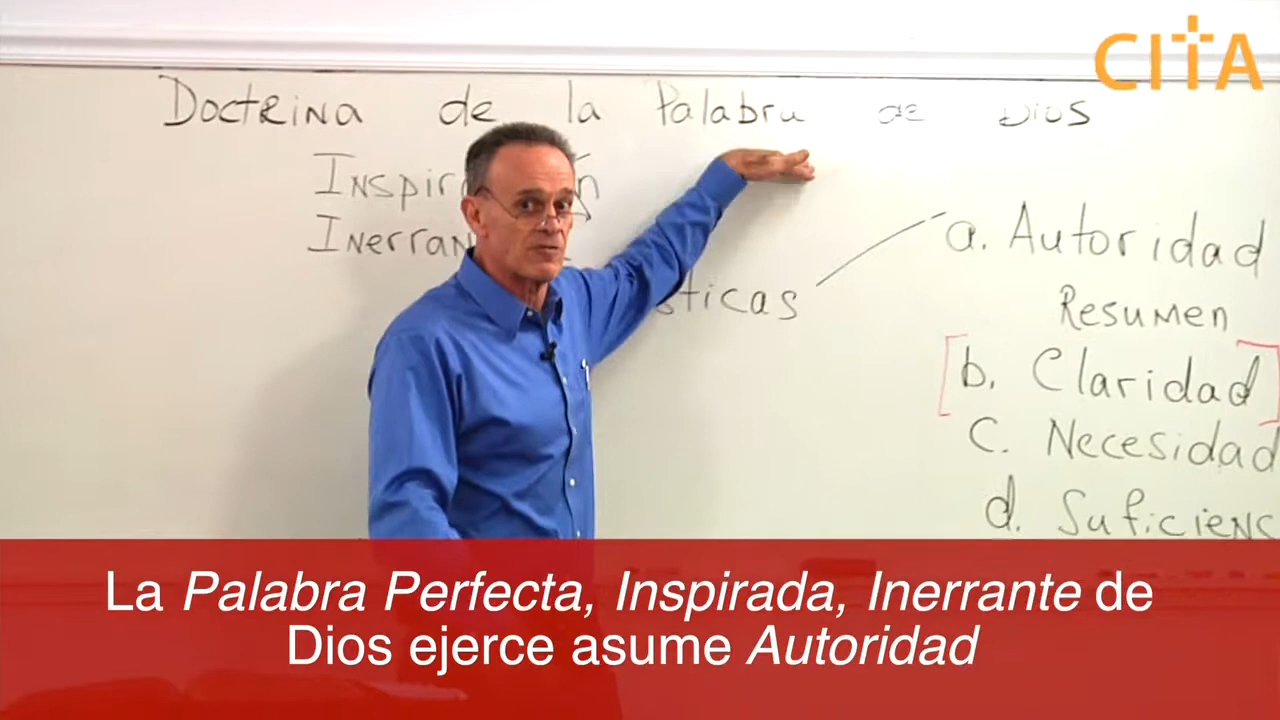 CITA
Doctrina de la Palabra de Dios
Inspir n
Inerran
sticas
a. Autoridad
Resumen
[b. Claridad]
c. Necesidad
d. Suficienc
La Palabra Perfecta, Inspirada, Inerrante de
Dios ejerce asume Autoridad